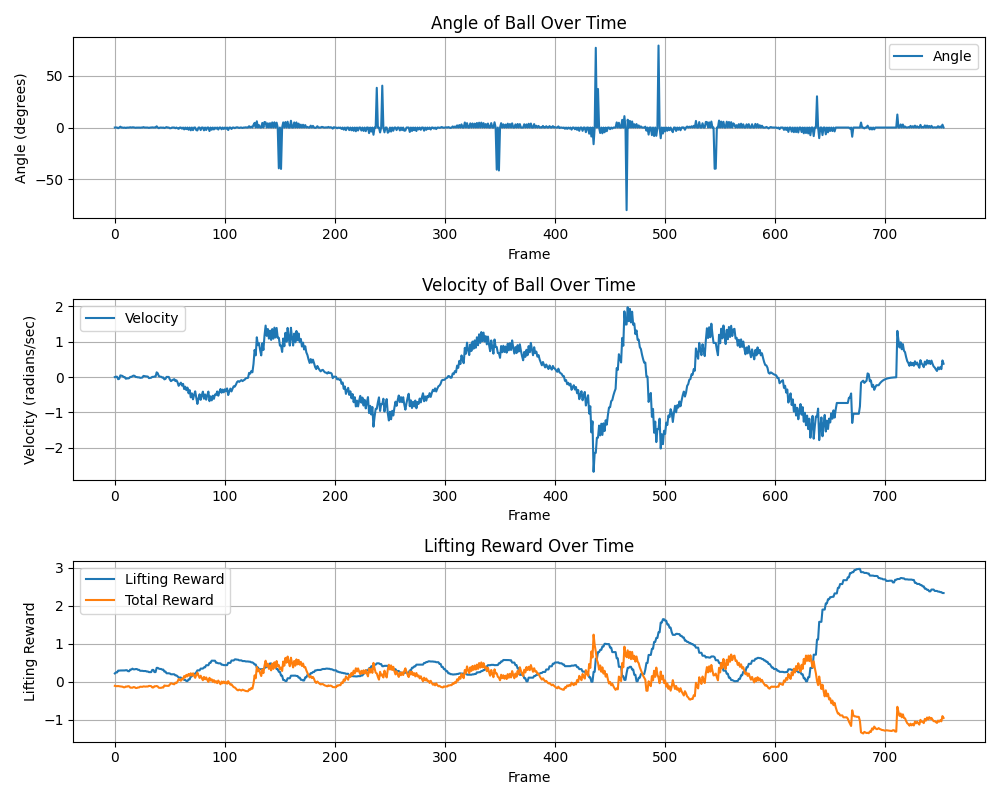 Angle of Ball Over Time
Angle (degrees)
50
0
−50
Angle
0 100 200 300 400 500 600 700
Frame
Velocity of Ball Over Time
Velocity (radians/sec)
2
1
0
−1
−2
Velocity
0 100 200 300 400 500 600 700
Frame
Lifting Reward Over Time
Lifting Reward
3
2
1
0
−1
Lifting Reward
Total Reward
0 100 200 300 400 500 600 700
Frame